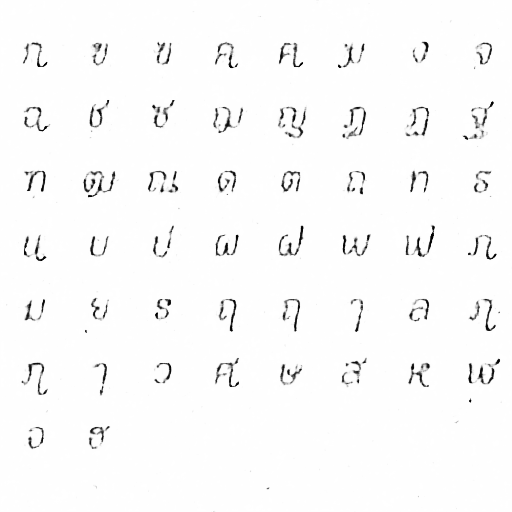 ก ข ฃ ค ฅ ฆ ง จ
ฉ ช ซ ฌ ญ ฎ ฏ ฐ
ฑ ฒ ณ ด ต ถ ท ธ
น บ ป ผ ฝ พ ฟ ภ
ม ย ร ฤ ฤ ๅ ล ฦ
ฦ ๅ ว ศ ษ ส ห ฬ
อ ฮ